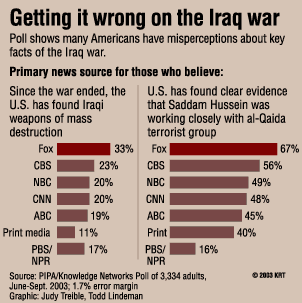 Getting it wrong on the Iraq war
Poll shows many Americans have misperceptions about key
facts of the Iraq war.
Primary news source for those who believe:
Since the war ended, the
U.S. has found Iraqi
weapons of mass
destruction
Fox 33%
CBS 23%
NBC 20%
CNN 20%
ABC 19%
Print media 11%
PBS/
NPR 17%
U.S. has found clear evidence
that Saddam Hussein was
working closely with al-Qaida
terrorist group
Fox 67%
CBS 56%
NBC 49%
CNN 48%
ABC 45%
Print 40%
PBS/
NPR 16%
Source: PIPA/Knowledge Networks Poll of 3,334 adults,
June-Sept. 2003; 1.7% error margin
Graphic: Judy Treible, Todd Lindeman
© 2003 KRT